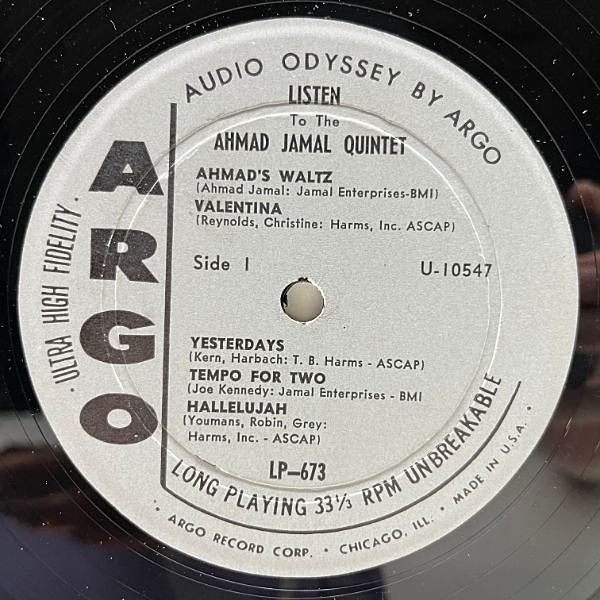 AUDIO ODYSSEY BY ARGO
LISTEN
To The
AHMAD JAMAL QUINTET
AHMAD'S WALTZ
(Ahmad Jamal: Jamal Enterprises-BMI)
VALENTINA
(Reynolds, Christine: Harms, Inc. ASCAP)
Side 1
U-10547
YESTERDAYS
(Kern, Harbach: T. B. Harms - ASCAP)
TEMPO FOR TWO
(Joe Kennedy: Jamal Enterprises - BMI
HALLELUJAH
(Youmans, Robin, Grey:
Harms, Inc. - ASCAP)
LP-673
ARGO
· ULTRA HIGH FIDELITY ·
LONG PLAYING 33⅓ RPM UNBREAKABLE
· ARGO RECORD CORP. · CHICAGO, ILL. · MADE IN U.S.A. ·